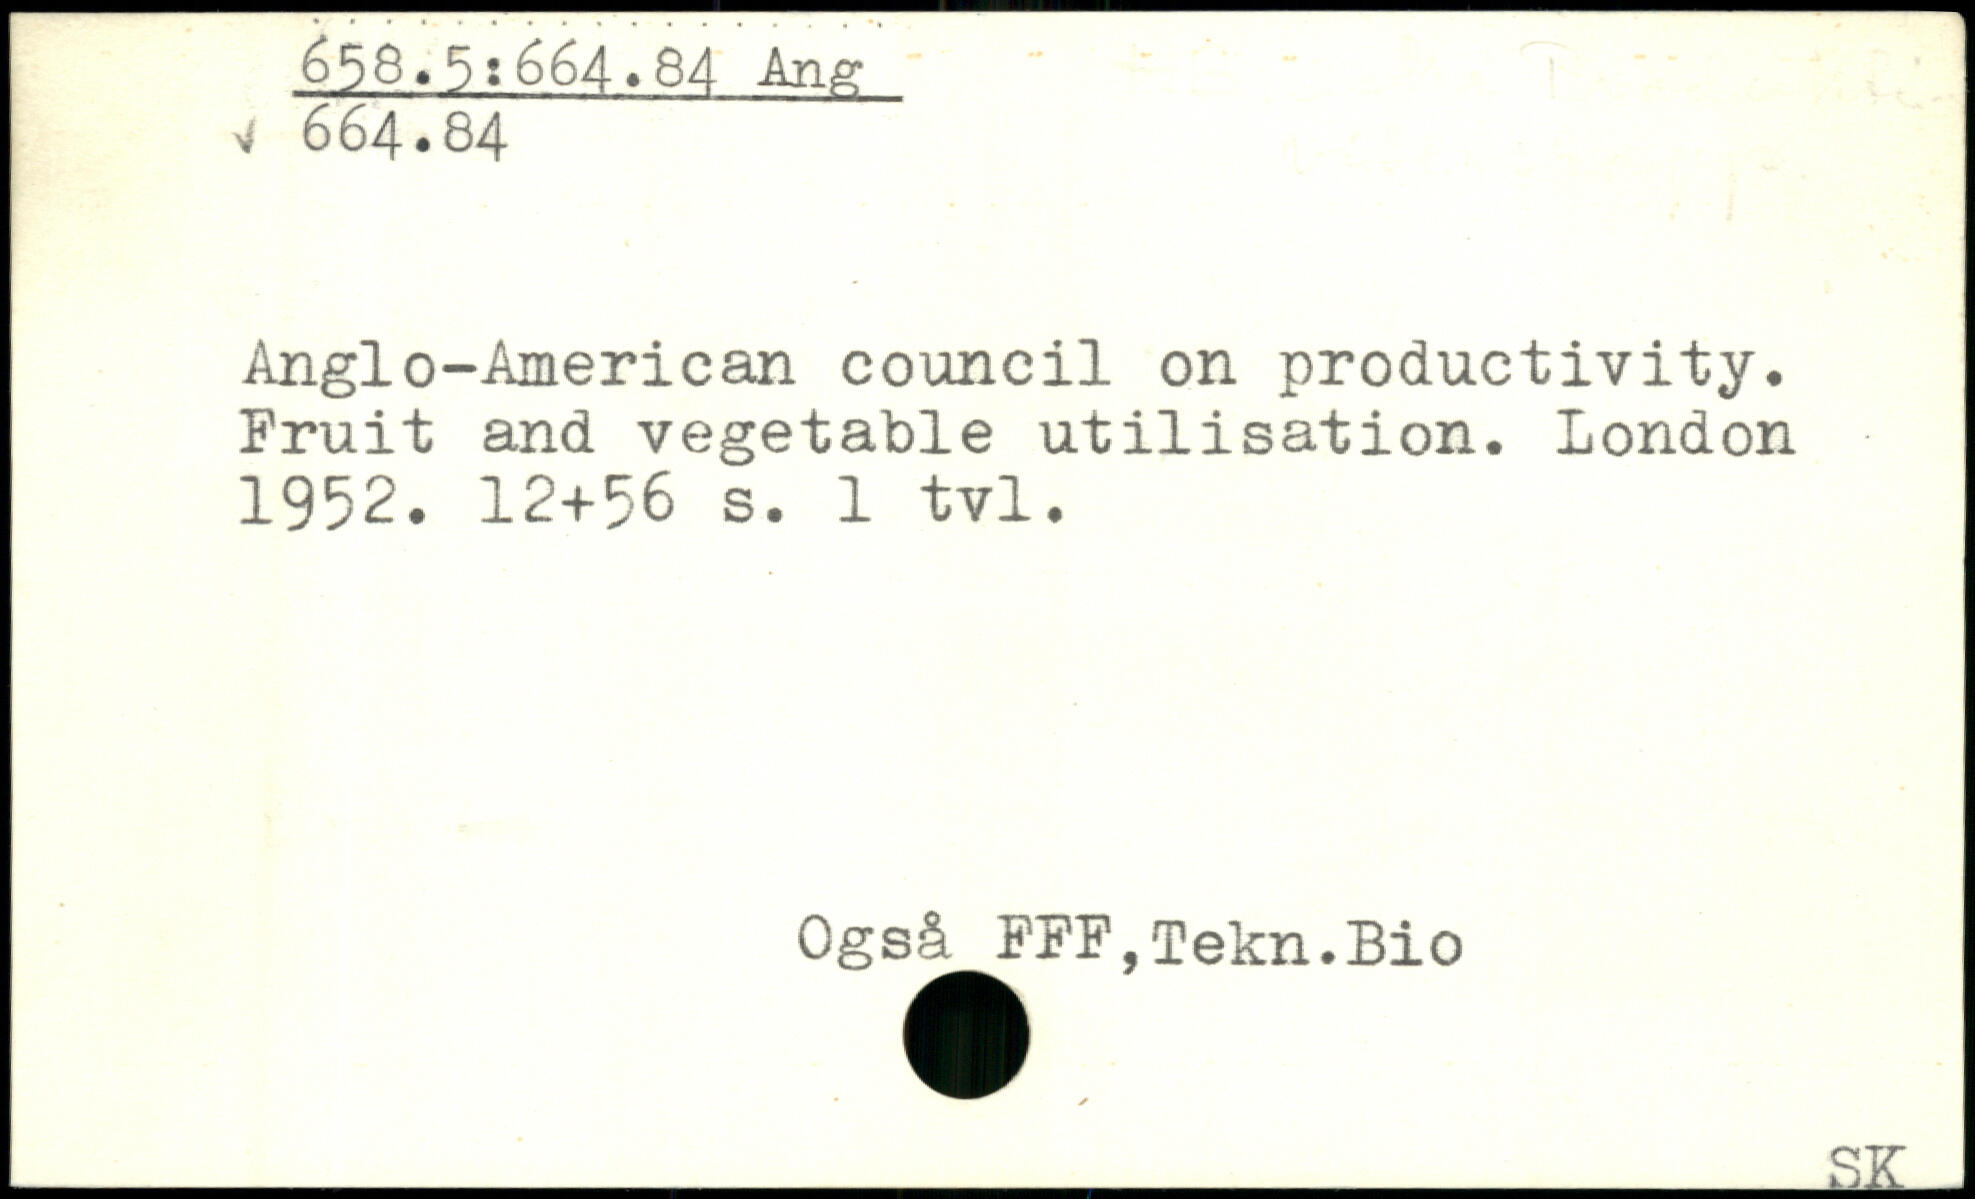 658.5:664.84 Ang
✓ 664.84
Anglo-American council on productivity.
Fruit and vegetable utilisation. London
1952. 12+56 s. 1 tvl.
Også FFF,Tekn.Bio
SK